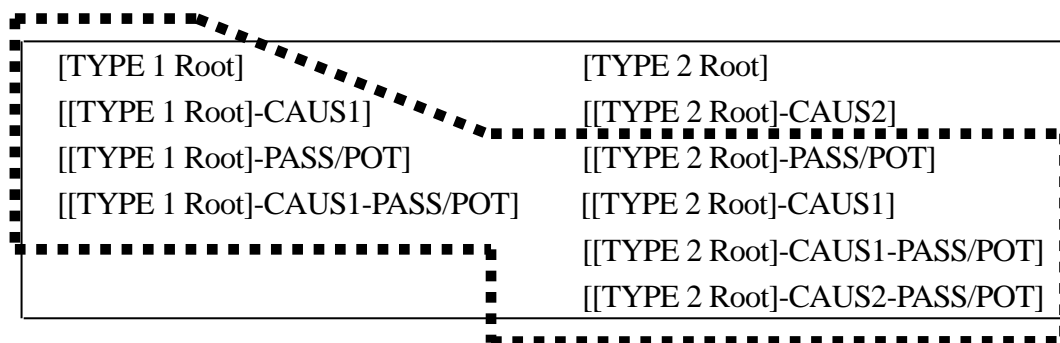 [TYPE 1 Root] [TYPE 2 Root]
[[TYPE 1 Root]-CAUS1] [[TYPE 2 Root]-CAUS2]
[[TYPE 1 Root]-PASS/POT] [[TYPE 2 Root]-PASS/POT]
[[TYPE 1 Root]-CAUS1-PASS/POT] [[TYPE 2 Root]-CAUS1]
[[TYPE 2 Root]-CAUS1-PASS/POT]
[[TYPE 2 Root]-CAUS2-PASS/POT]